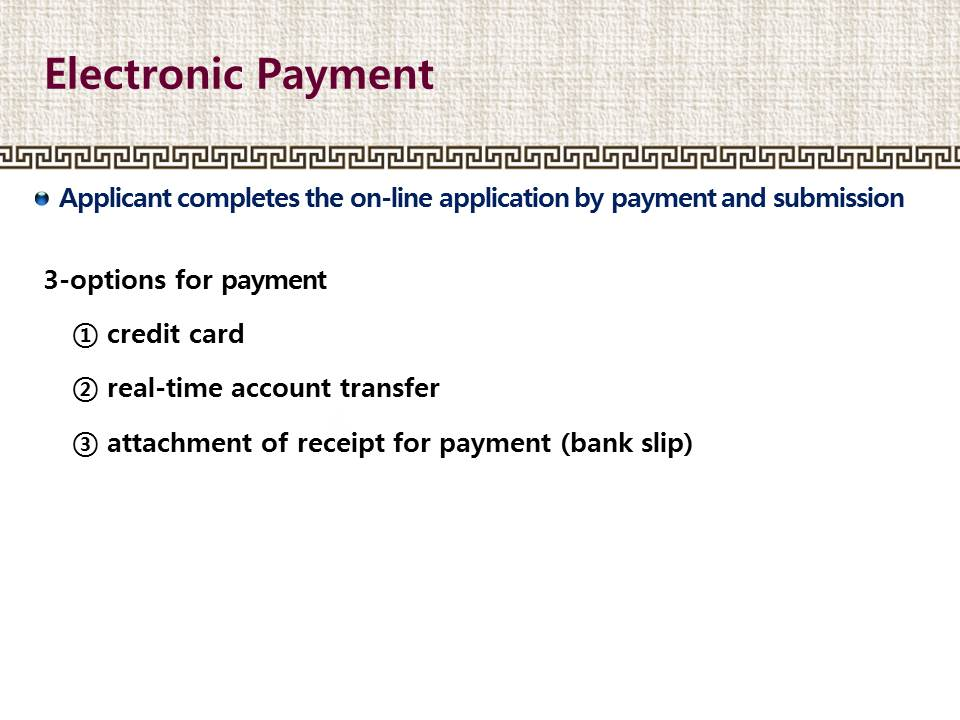 Electronic Payment
Applicant completes the on-line application by payment and submission
3-options for payment
① credit card
② real-time account transfer
③ attachment of receipt for payment (bank slip)